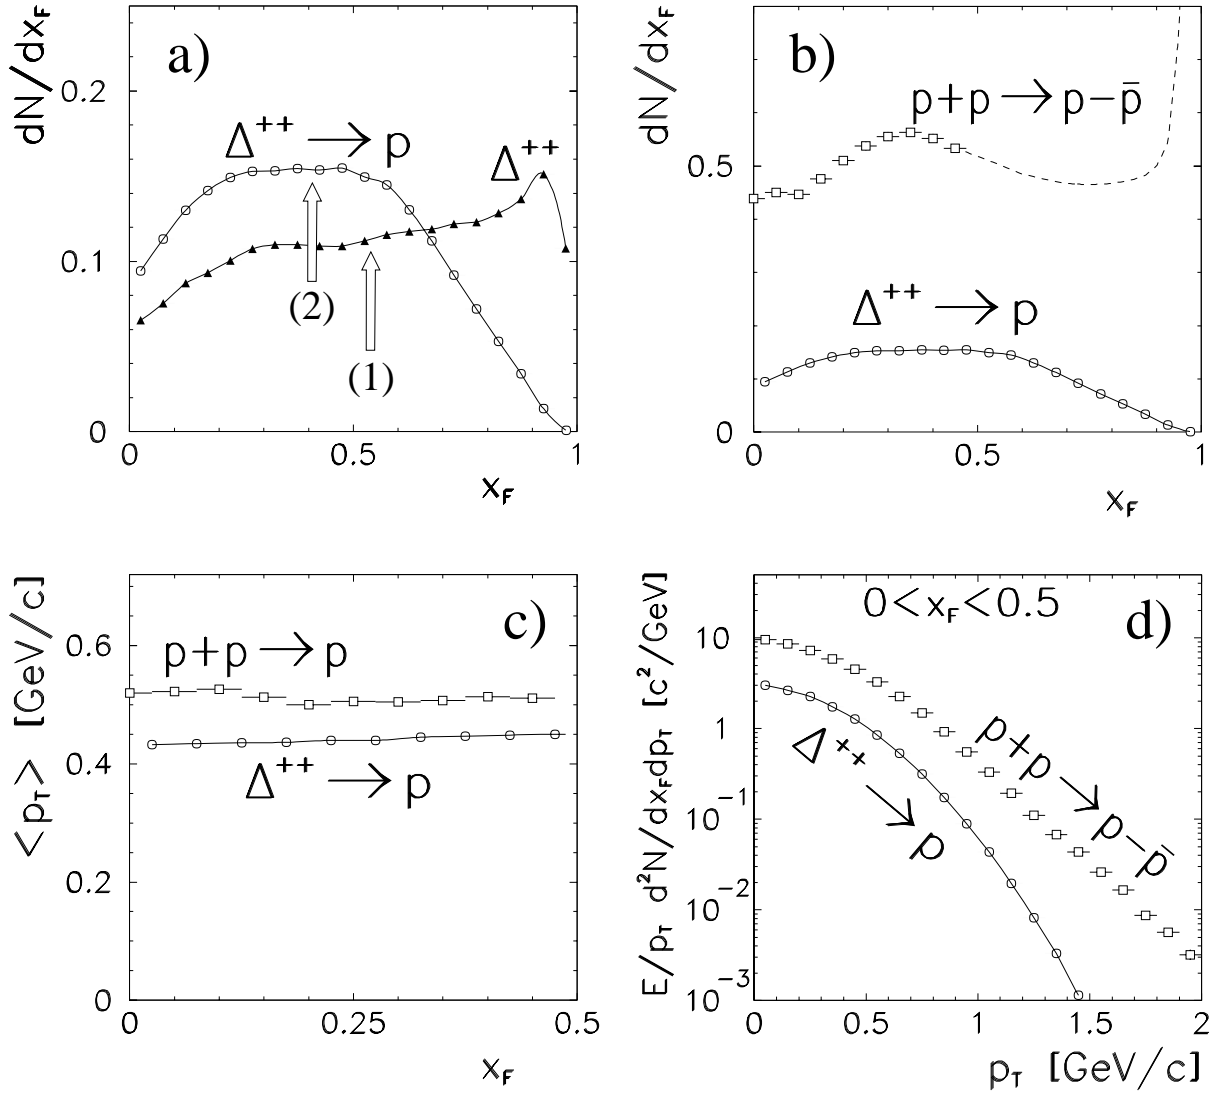 a)
dN/dx_F
0.2
0.1
0
Δ⁺⁺ → p
Δ⁺⁺
(2)
(1)
0 0.5 1
x_F
b)
dN/dx_F
0.5
0
p+p → p−p̄
Δ⁺⁺ → p
0 0.5 1
x_F
c)
<p_T> [GeV/c]
0.6
0.4
0.2
0
p+p → p
Δ⁺⁺ → p
0 0.25 0.5
x_F
0<x_F<0.5
d)
E/p_T d²N/dx_Fdp_T [c²/GeV]
10
1
10⁻¹
10⁻²
10⁻³
Δ⁺⁺ → p
p+p → p−p̄
0 0.5 1 1.5 2
p_T [GeV/c]